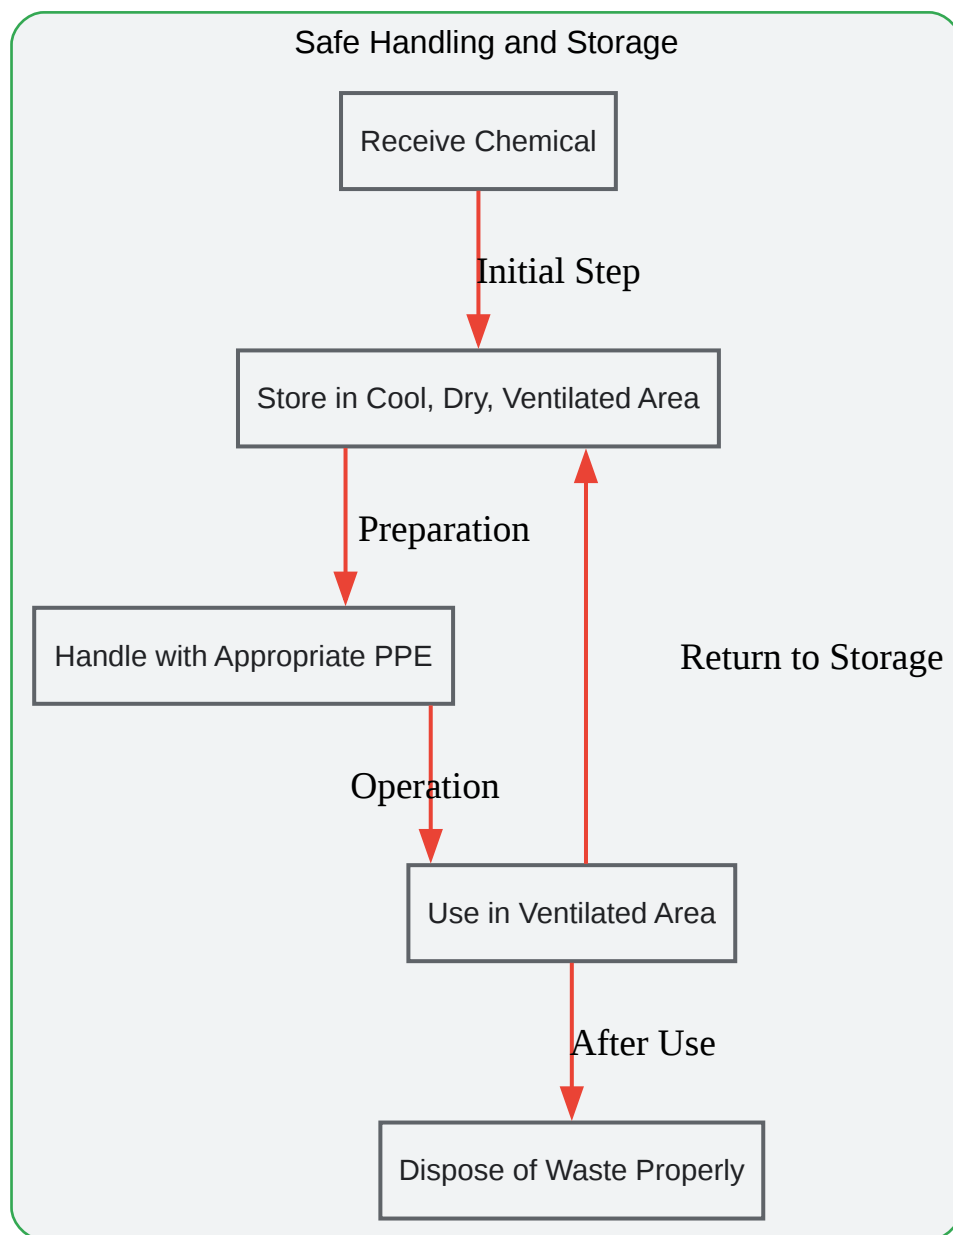 Safe Handling and Storage
Receive Chemical
Initial Step
Store in Cool, Dry, Ventilated Area
Preparation
Handle with Appropriate PPE
Return to Storage
Operation
Use in Ventilated Area
After Use
Dispose of Waste Properly